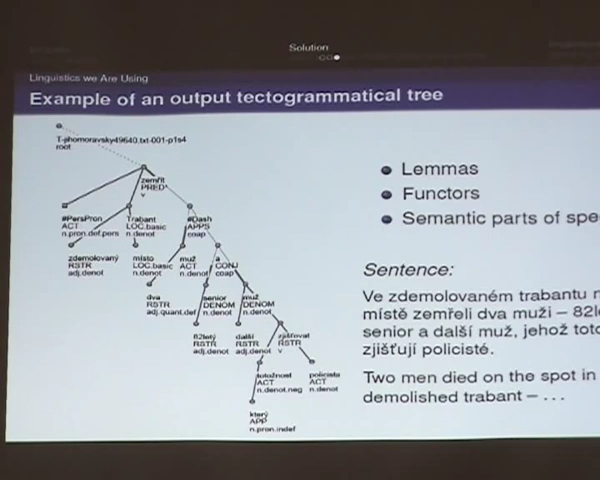 Solution
Linguistics we Are Using
Example of an output tectogrammatical tree
T-phomoravsky49640.txt-001-p1s4
root
zemřít
PRED
v
#PersPron
ACT
n.pron.def.pers
Trabant
LOC.basic
n.denot
#Dash
APPS
coap
zdemolovaný
RSTR
adj.denot
místo
LOC.basic
n.denot
muž
ACT
n.denot
a
CONJ
coap
dva
RSTR
adj.quant.def
senior
DENOM
n.denot
muž
DENOM
n.denot
82letý
RSTR
adj.denot
další
RSTR
adj.denot
zjišťovat
RSTR
v
totožnost
ACT
n.denot.neg
policista
ACT
n.denot
který
APP
n.pron.indef
Lemmas
Functors
Semantic parts of spe
Sentence:
Ve zdemolovaném trabantu n
místě zemřeli dva muži – 82l
senior a další muž, jehož toto
zjišťují policisté.
Two men died on the spot in
demolished trabant – ...